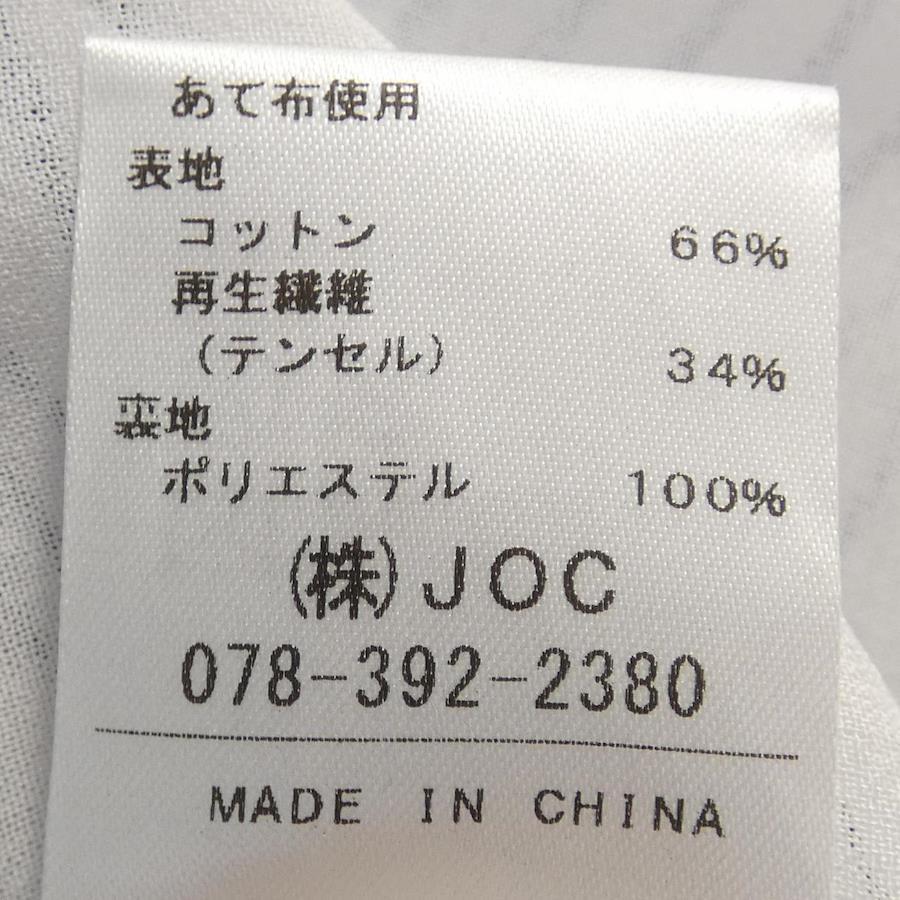 あて布使用
表地
コットン 66%
再生繊維
(テンセル) 34%
裏地
ポリエステル 100%
(株)JOC
078-392-2380
MADE IN CHINA